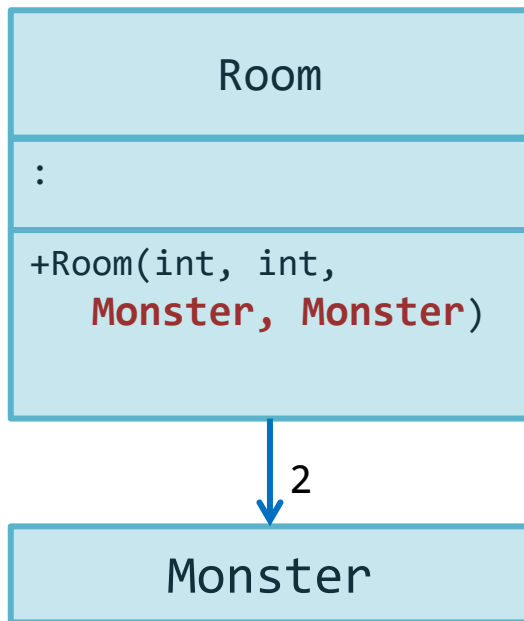 Room
:
+Room(int, int,
Monster, Monster)
2
Monster